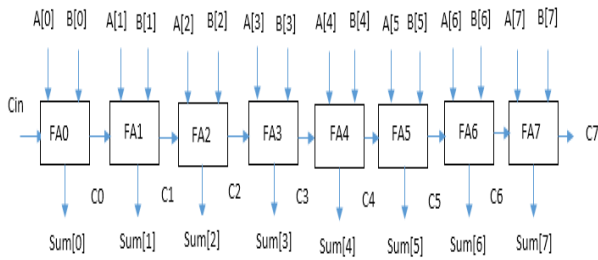 A[0] B[0] A[1] B[1] A[2] B[2] A[3] B[3] A[4] B[4] A[5 B[5] A[6] B[6] A[7] B[7]
Cin FA0 FA1 FA2 FA3 FA4 FA5 FA6 FA7 C7
C0 C1 C2 C3 C4 C5 C6
Sum[0] Sum[1] Sum[2] Sum[3] Sum[4] Sum[5] Sum[6] Sum[7]